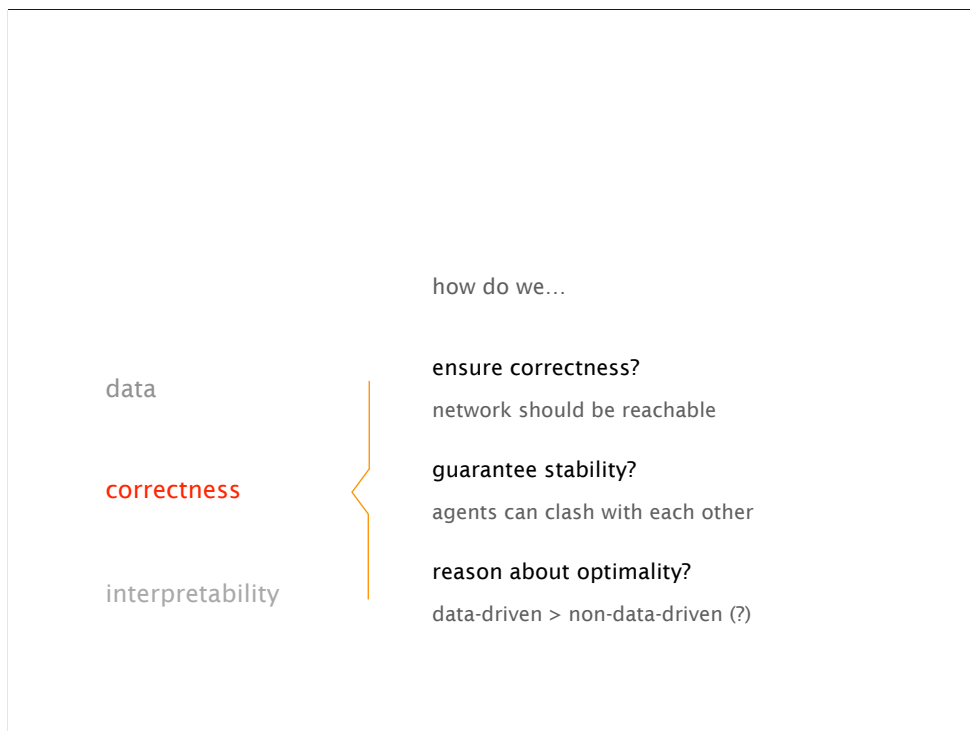 how do we…
data
correctness
interpretability
ensure correctness?
network should be reachable
guarantee stability?
agents can clash with each other
reason about optimality?
data-driven > non-data-driven (?)